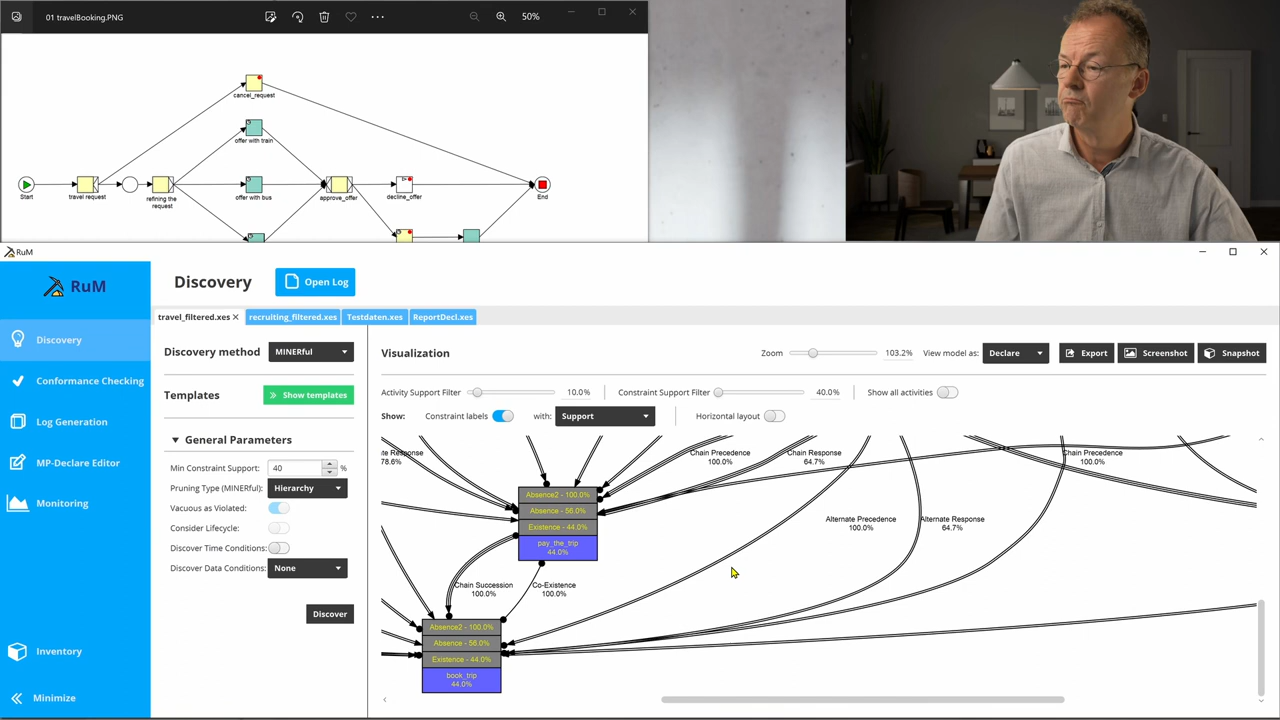 01 travelBooking.PNG
50%
cancel_request
offer with train
Start
travel request
refining the
request
offer with bus
approve_offer
decline_offer
End
RuM
RuM
Discovery
Open Log
travel_filtered.xes
recruiting_filtered.xes
Testdaten.xes
ReportDecl.xes
Discovery
Conformance Checking
Log Generation
MP-Declare Editor
Monitoring
Inventory
Minimize
Discovery method
MINERful
Templates
Show templates
General Parameters
Min Constraint Support:
40
%
Pruning Type (MINERful):
Hierarchy
Vacuous as Violated:
Consider Lifecycle:
Discover Time Conditions:
Discover Data Conditions:
None
Discover
Visualization
Zoom
103.2%
View model as:
Declare
Export
Screenshot
Snapshot
Activity Support Filter
10.0%
Constraint Support Filter
40.0%
Show all activities
Show:
Constraint labels
with:
Support
Horizontal layout
te Response
78.6%
Chain Precedence
100.0%
Chain Response
64.7%
Chain Precedence
100.0%
Absence2 - 100.0%
Absence - 56.0%
Existence - 44.0%
pay_the_trip
44.0%
Alternate Precedence
100.0%
Alternate Response
64.7%
Chain Succession
100.0%
Co-Existence
100.0%
Absence2 - 100.0%
Absence - 56.0%
Existence - 44.0%
book_trip
44.0%